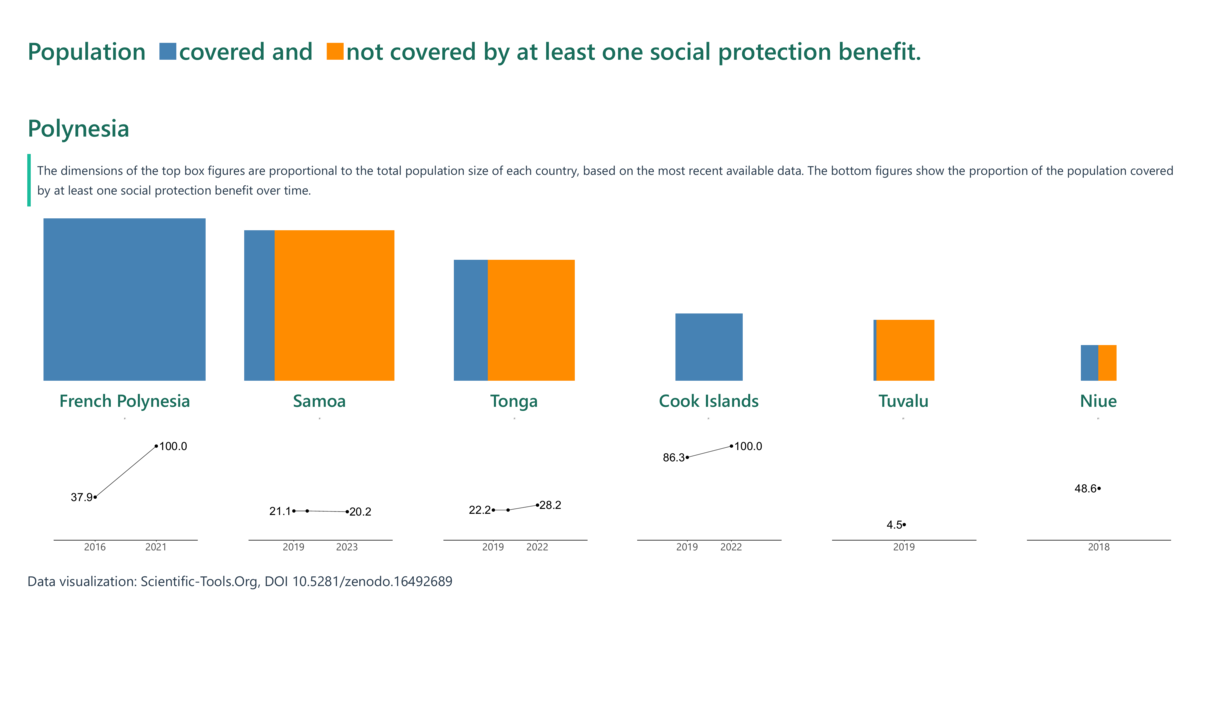 Population covered and not covered by at least one social protection benefit.
Polynesia
The dimensions of the top box figures are proportional to the total population size of each country, based on the most recent available data. The bottom figures show the proportion of the population covered
by at least one social protection benefit over time.
French Polynesia
Samoa
Tonga
Cook Islands
Tuvalu
Niue
37.9
100.0
2016
2021
21.1
20.2
2019
2023
22.2
28.2
2019
2022
86.3
100.0
2019
2022
4.5
2019
48.6
2018
Data visualization: Scientific-Tools.Org, DOI 10.5281/zenodo.16492689